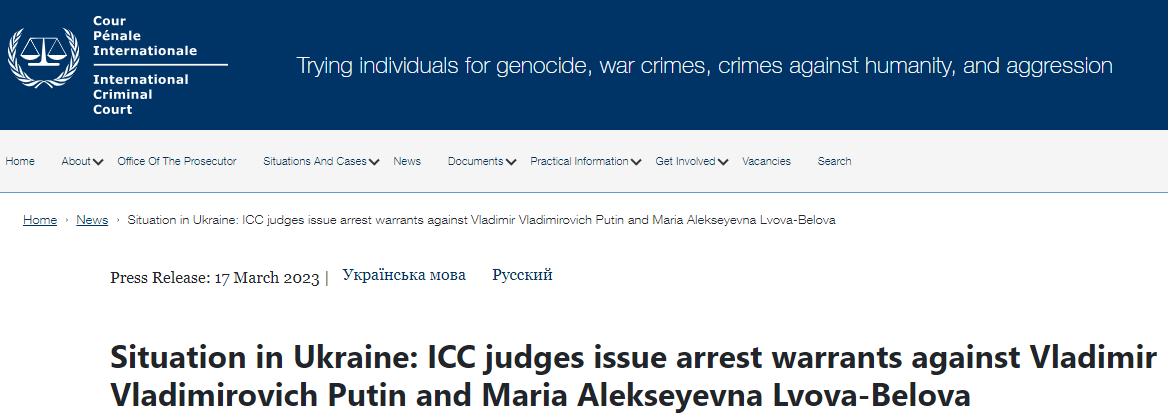 Cour
Pénale
Internationale
International
Criminal
Court
Trying individuals for genocide, war crimes, crimes against humanity, and aggression
Home About Office Of The Prosecutor Situations And Cases News Documents Practical Information Get Involved Vacancies Search
Home › News › Situation in Ukraine: ICC judges issue arrest warrants against Vladimir Vladimirovich Putin and Maria Alekseyevna Lvova-Belova
Press Release: 17 March 2023 | Українська мова Русский
Situation in Ukraine: ICC judges issue arrest warrants against Vladimir
Vladimirovich Putin and Maria Alekseyevna Lvova-Belova